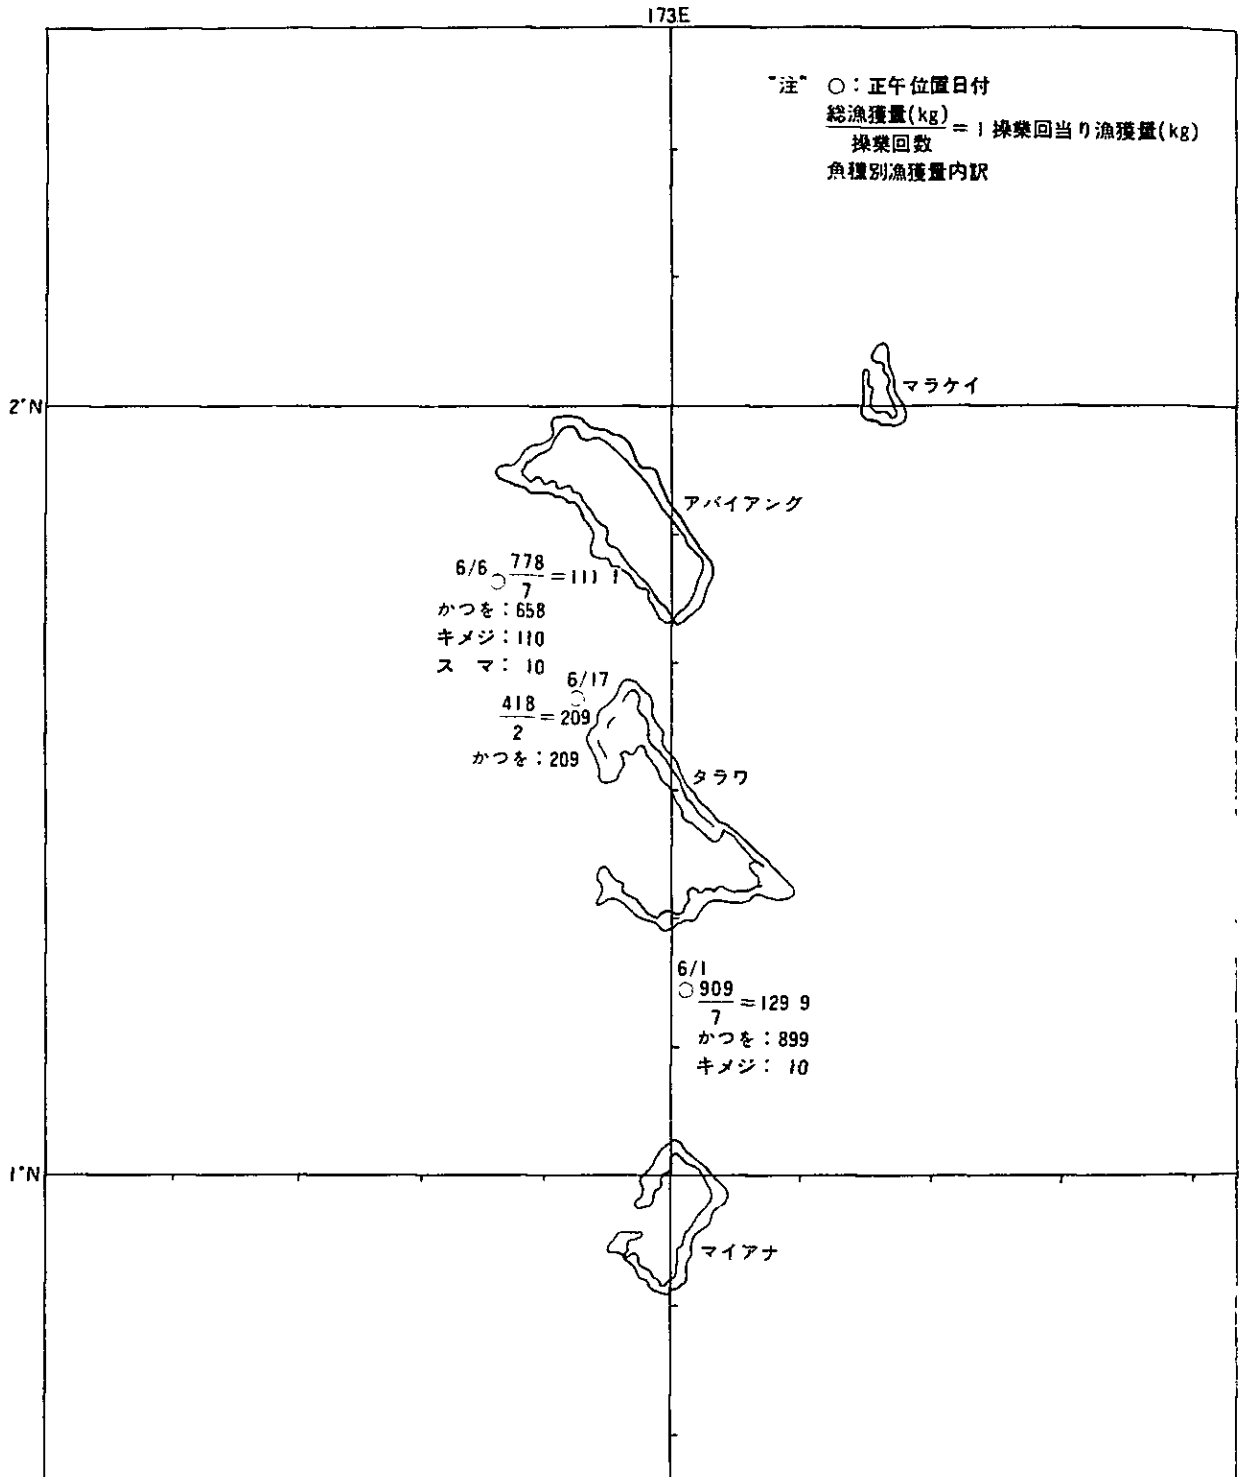 173E
"注" ○:正午位置日付
総漁獲量(kg)
操業回数
=1操業回当り漁獲量(kg)
魚種別漁獲量内訳
マラケイ
2°N
アバイアング
6/6 ○ 778
7
=111 1
かつを:658
キメジ:110
ス マ: 10
6/17
○
418
2
=209
かつを:209
タラワ
6/1
○ 909
7
=129 9
かつを:899
キメジ: 10
1°N
マイアナ